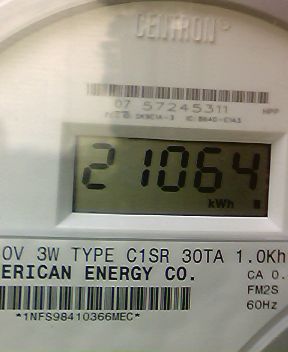 CENTRON®
07 57245311 HPP
21064
kWh
0V 3W TYPE C1SR 30TA 1.0Kh
ERICAN ENERGY CO.
CA 0.
FM2S
60Hz
*1NFS98410366MEC*